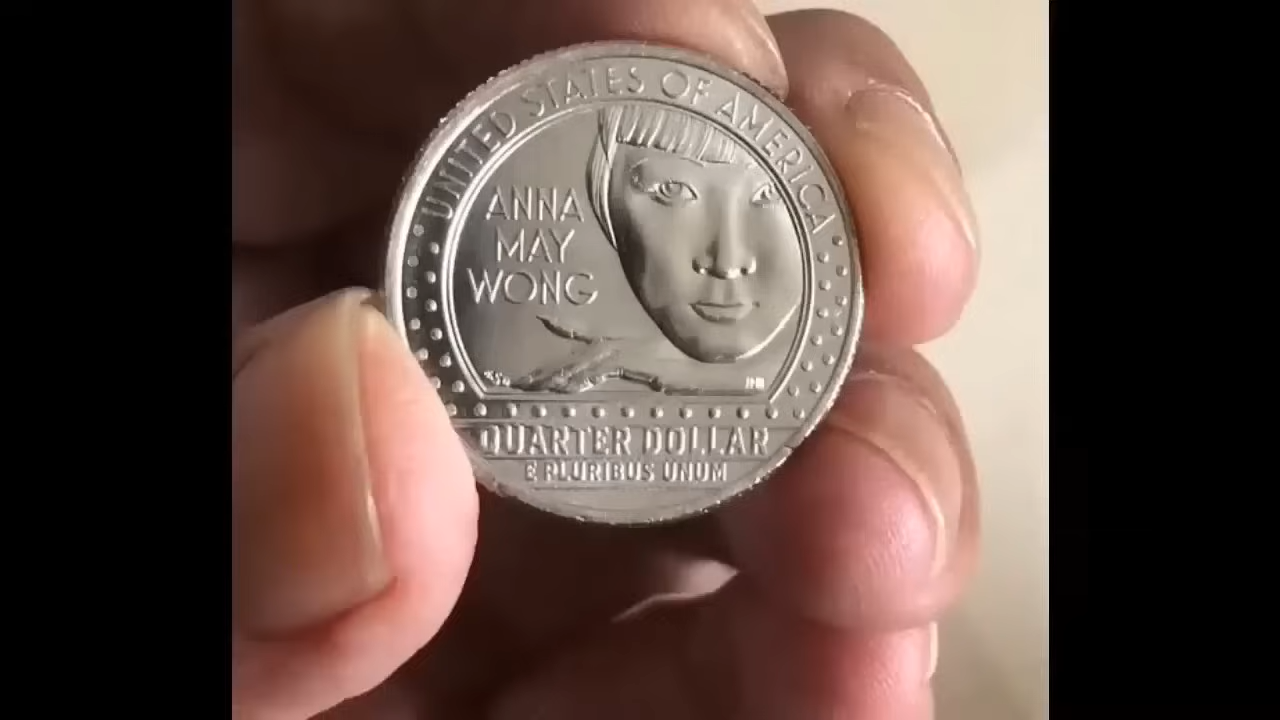 UNITED STATES OF AMERICA
ANNA
MAY
WONG
QUARTER DOLLAR
E PLURIBUS UNUM